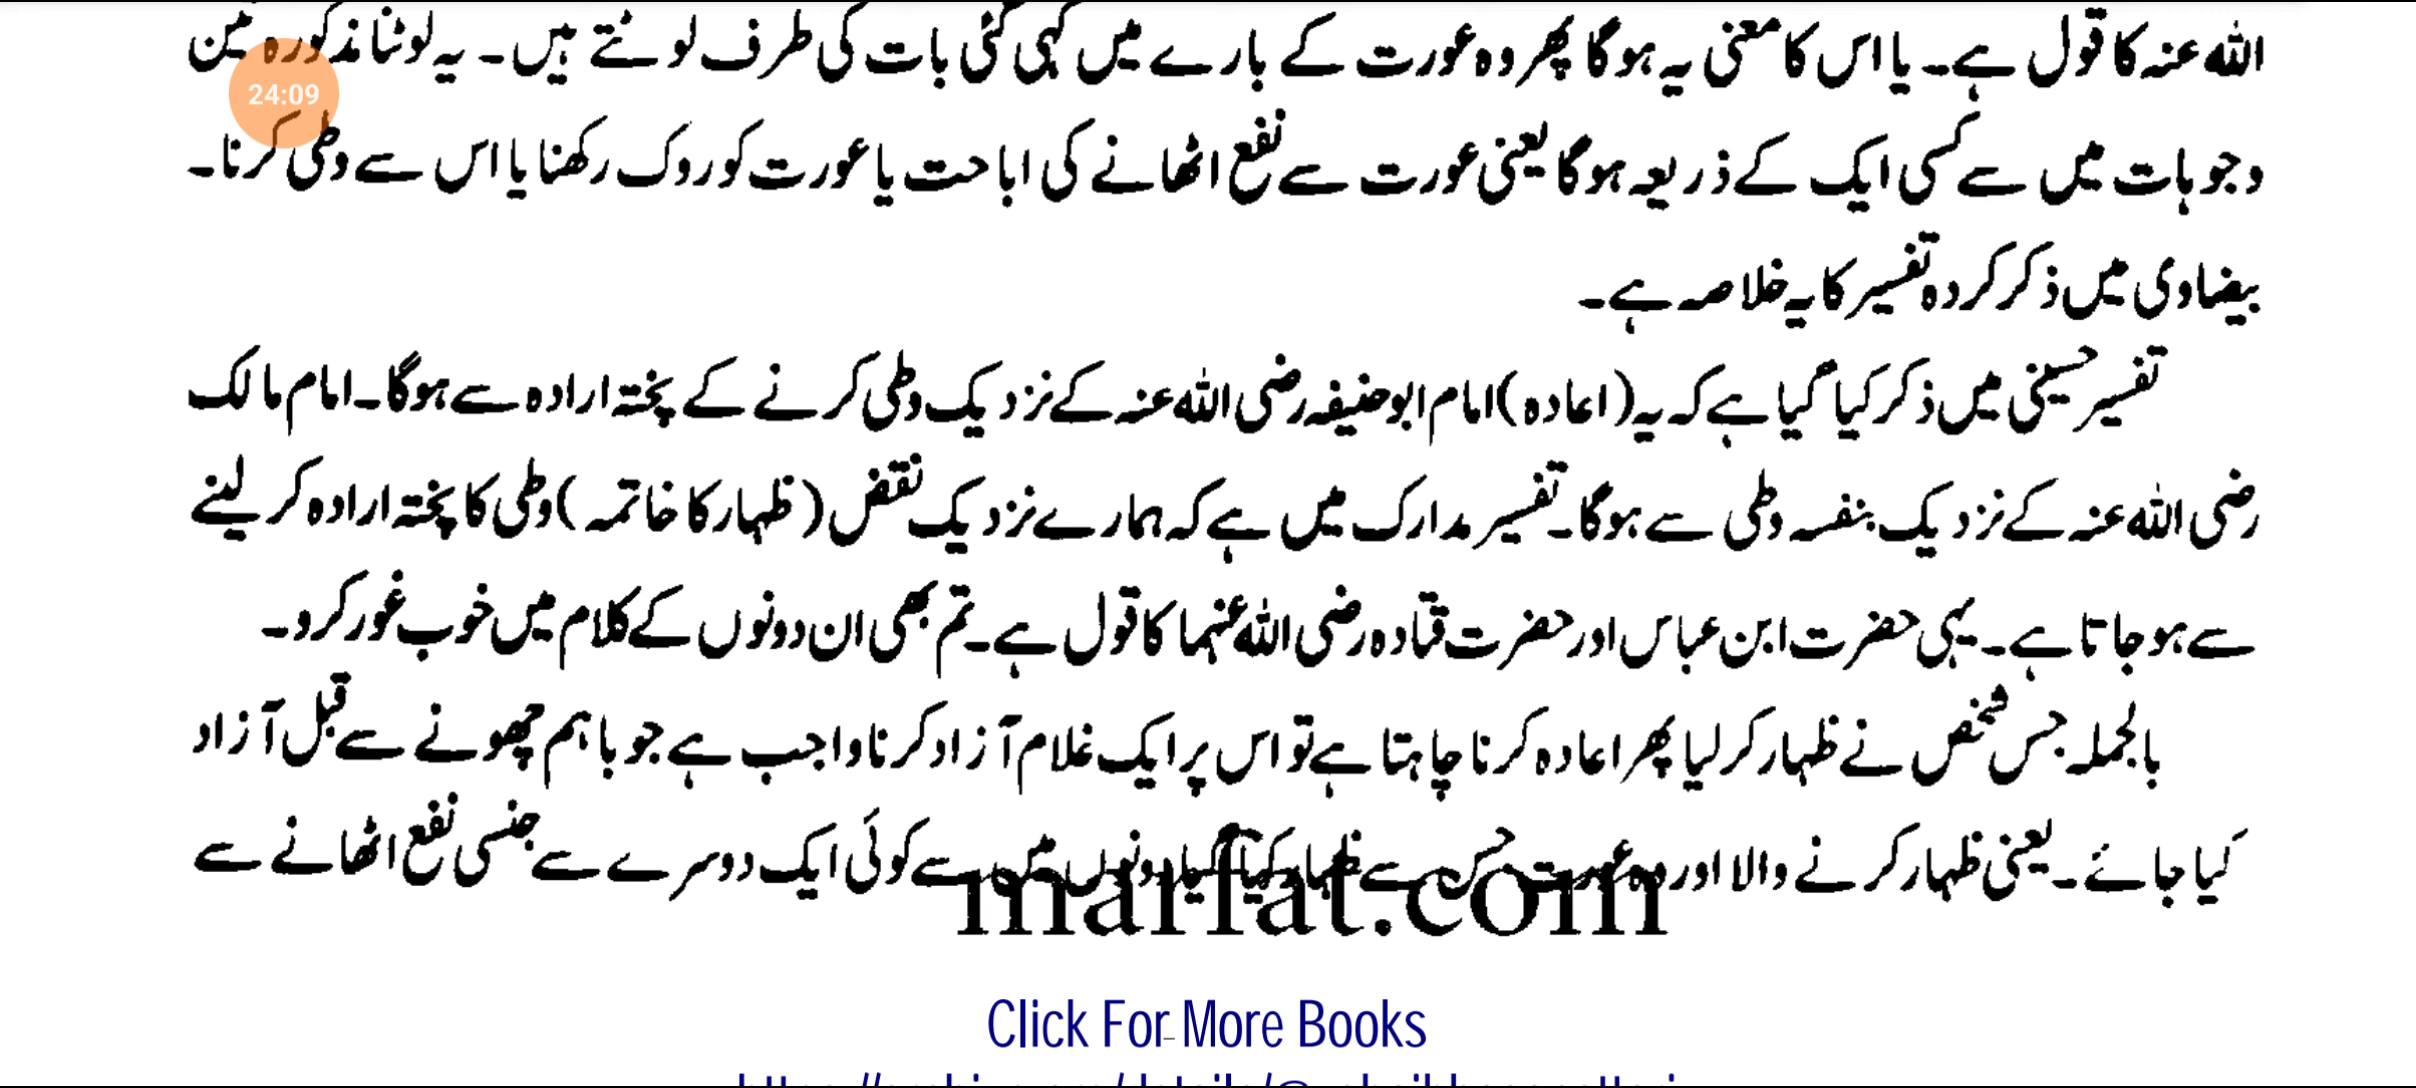 اللہ عنہ کا قول ہے۔ یا اس کا معنی یہ ہوگا پھر وہ عورت کے بارے میں کہی گئی بات کی طرف لوٹتے ہیں۔ یہ لوٹنا مذکورہ تین
24:09
وجوہات میں سے کسی ایک کے ذریعہ ہوگا یعنی عورت سے نفع اٹھانے کی اباحت یا عورت کو روک رکھنا یا اس سے وطی کرنا۔
بیضاوی میں ذکر کردہ تفسیر کا یہ خلاصہ ہے۔
تفسیر حسینی میں ذکر کیا گیا ہے کہ یہ (اعادہ) امام ابوحنیفہ رضی اللہ عنہ کے نزدیک وطی کرنے کے پختہ ارادہ سے ہوگا۔ امام مالک
رضی اللہ عنہ کے نزدیک بنفسہ وطی سے ہوگا۔ تفسیر مدارک میں ہے کہ ہمارے نزدیک نقض (ظہار کا خاتمہ) وطی کا پختہ ارادہ کر لینے
سے ہو جاتا ہے۔ یہی حضرت ابن عباس اور حضرت قتادہ رضی اللہ عنہما کا قول ہے۔ تم بھی ان دونوں کے کلام میں خوب غور کرو۔
بالجملہ جس شخص نے ظہار کر لیا پھر اعادہ کرنا چاہتا ہے تو اس پر ایک غلام آزاد کرنا واجب ہے جو باہم چھونے سے قبل آزاد
کیا جائے۔ یعنی ظہار کرنے والا اور وہ عورت جس سے ظہار کیا گیا دونوں میں سے کوئی ایک دوسرے سے جنسی نفع اٹھانے سے
marfat.com
Click For More Books